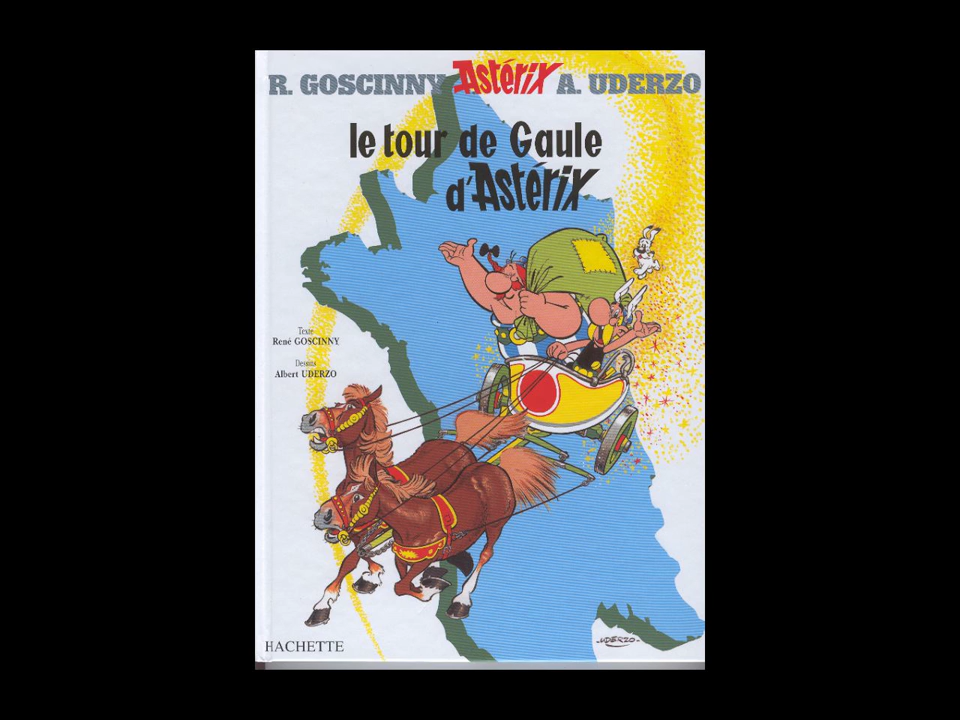 R. GOSCINNY Astérix A. UDERZO
le tour de Gaule
d'Astérix
Texte
René GOSCINNY
Dessins
Albert UDERZO
-UDERZO-
HACHETTE